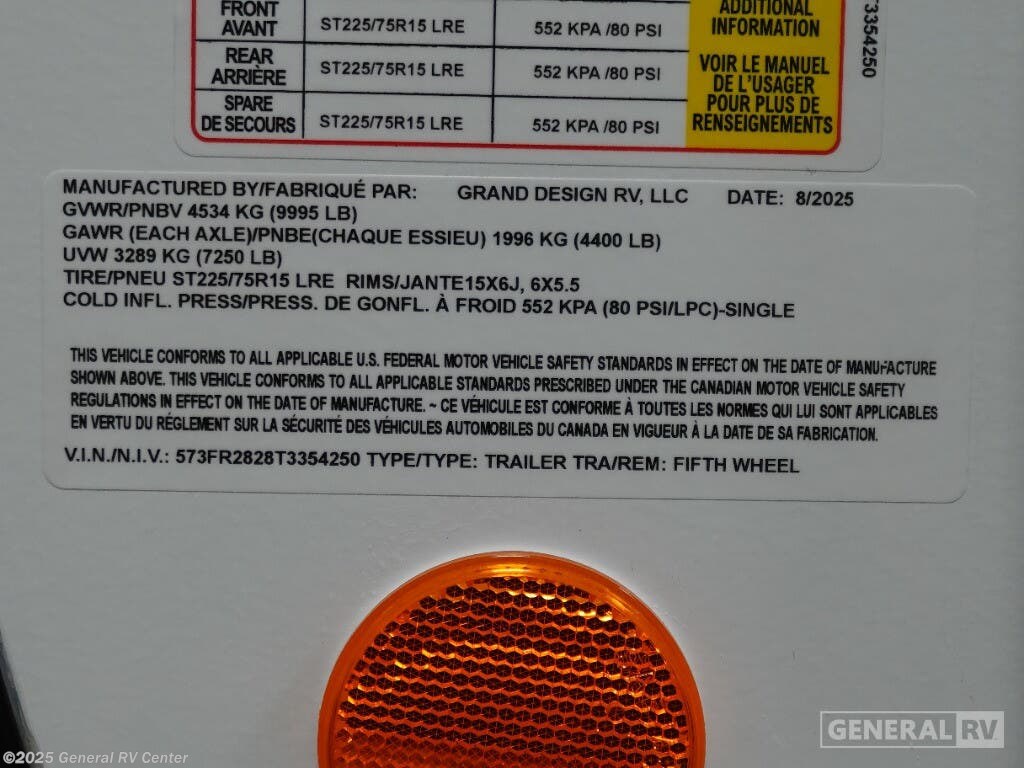 FRONT
AVANT
ST225/75R15 LRE
552 KPA /80 PSI
ADDITIONAL
INFORMATION
REAR
ARRIÈRE
ST225/75R15 LRE
552 KPA /80 PSI
VOIR LE MANUEL
DE L'USAGER
POUR PLUS DE
RENSEIGNEMENTS
SPARE
DE SECOURS
ST225/75R15 LRE
552 KPA /80 PSI
T3354250
MANUFACTURED BY/FABRIQUÉ PAR: GRAND DESIGN RV, LLC DATE: 8/2025
GVWR/PNBV 4534 KG (9995 LB)
GAWR (EACH AXLE)/PNBE(CHAQUE ESSIEU) 1996 KG (4400 LB)
UVW 3289 KG (7250 LB)
TIRE/PNEU ST225/75R15 LRE RIMS/JANTE15X6J, 6X5.5
COLD INFL. PRESS/PRESS. DE GONFL. À FROID 552 KPA (80 PSI/LPC)-SINGLE
THIS VEHICLE CONFORMS TO ALL APPLICABLE U.S. FEDERAL MOTOR VEHICLE SAFETY STANDARDS IN EFFECT ON THE DATE OF MANUFACTURE
SHOWN ABOVE. THIS VEHICLE CONFORMS TO ALL APPLICABLE STANDARDS PRESCRIBED UNDER THE CANADIAN MOTOR VEHICLE SAFETY
REGULATIONS IN EFFECT ON THE DATE OF MANUFACTURE. ~ CE VÉHICULE EST CONFORME À TOUTES LES NORMES QUI LUI SONT APPLICABLES
EN VERTU DU RÉGLEMENT SUR LA SÉCURITÉ DES VÉHICULES AUTOMOBILES DU CANADA EN VIGUEUR À LA DATE DE SA FABRICATION.
V.I.N./N.I.V.: 573FR2828T3354250 TYPE/TYPE: TRAILER TRA/REM: FIFTH WHEEL
GENERAL RV
©2025 General RV Center